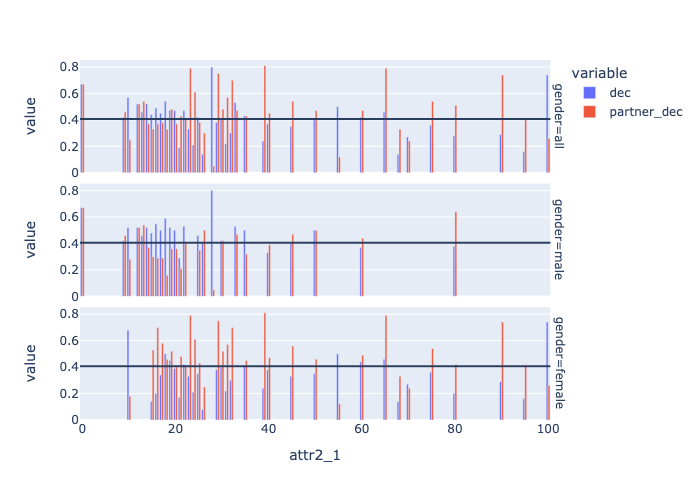 variable
dec
partner_dec
value
0.8
0.6
0.4
0.2
0
gender=all
value
0.8
0.6
0.4
0.2
0
gender=male
value
0.8
0.6
0.4
0.2
0
gender=female
0 20 40 60 80 100
attr2_1